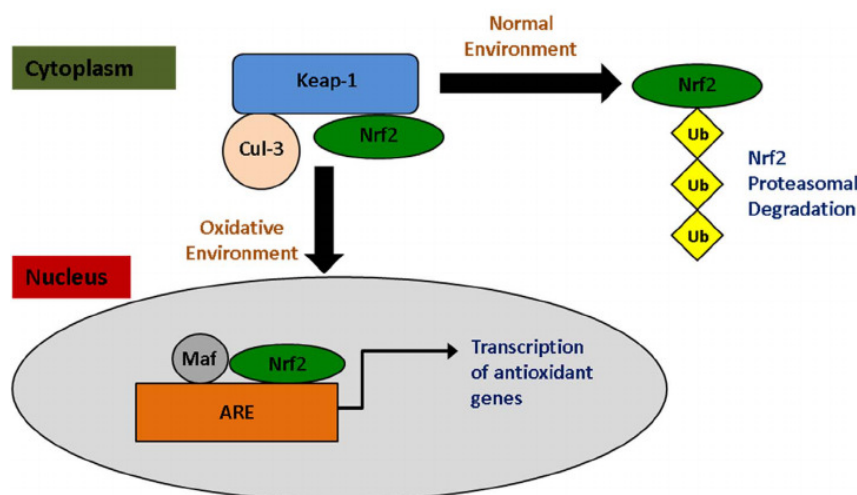 Normal
Environment
Cytoplasm
Keap-1
Nrf2
Cul-3
Nrf2
Ub
Ub
Ub
Nrf2
Proteasomal
Degradation
Oxidative
Environment
Nucleus
Maf
Nrf2
ARE
Transcription
of antioxidant
genes